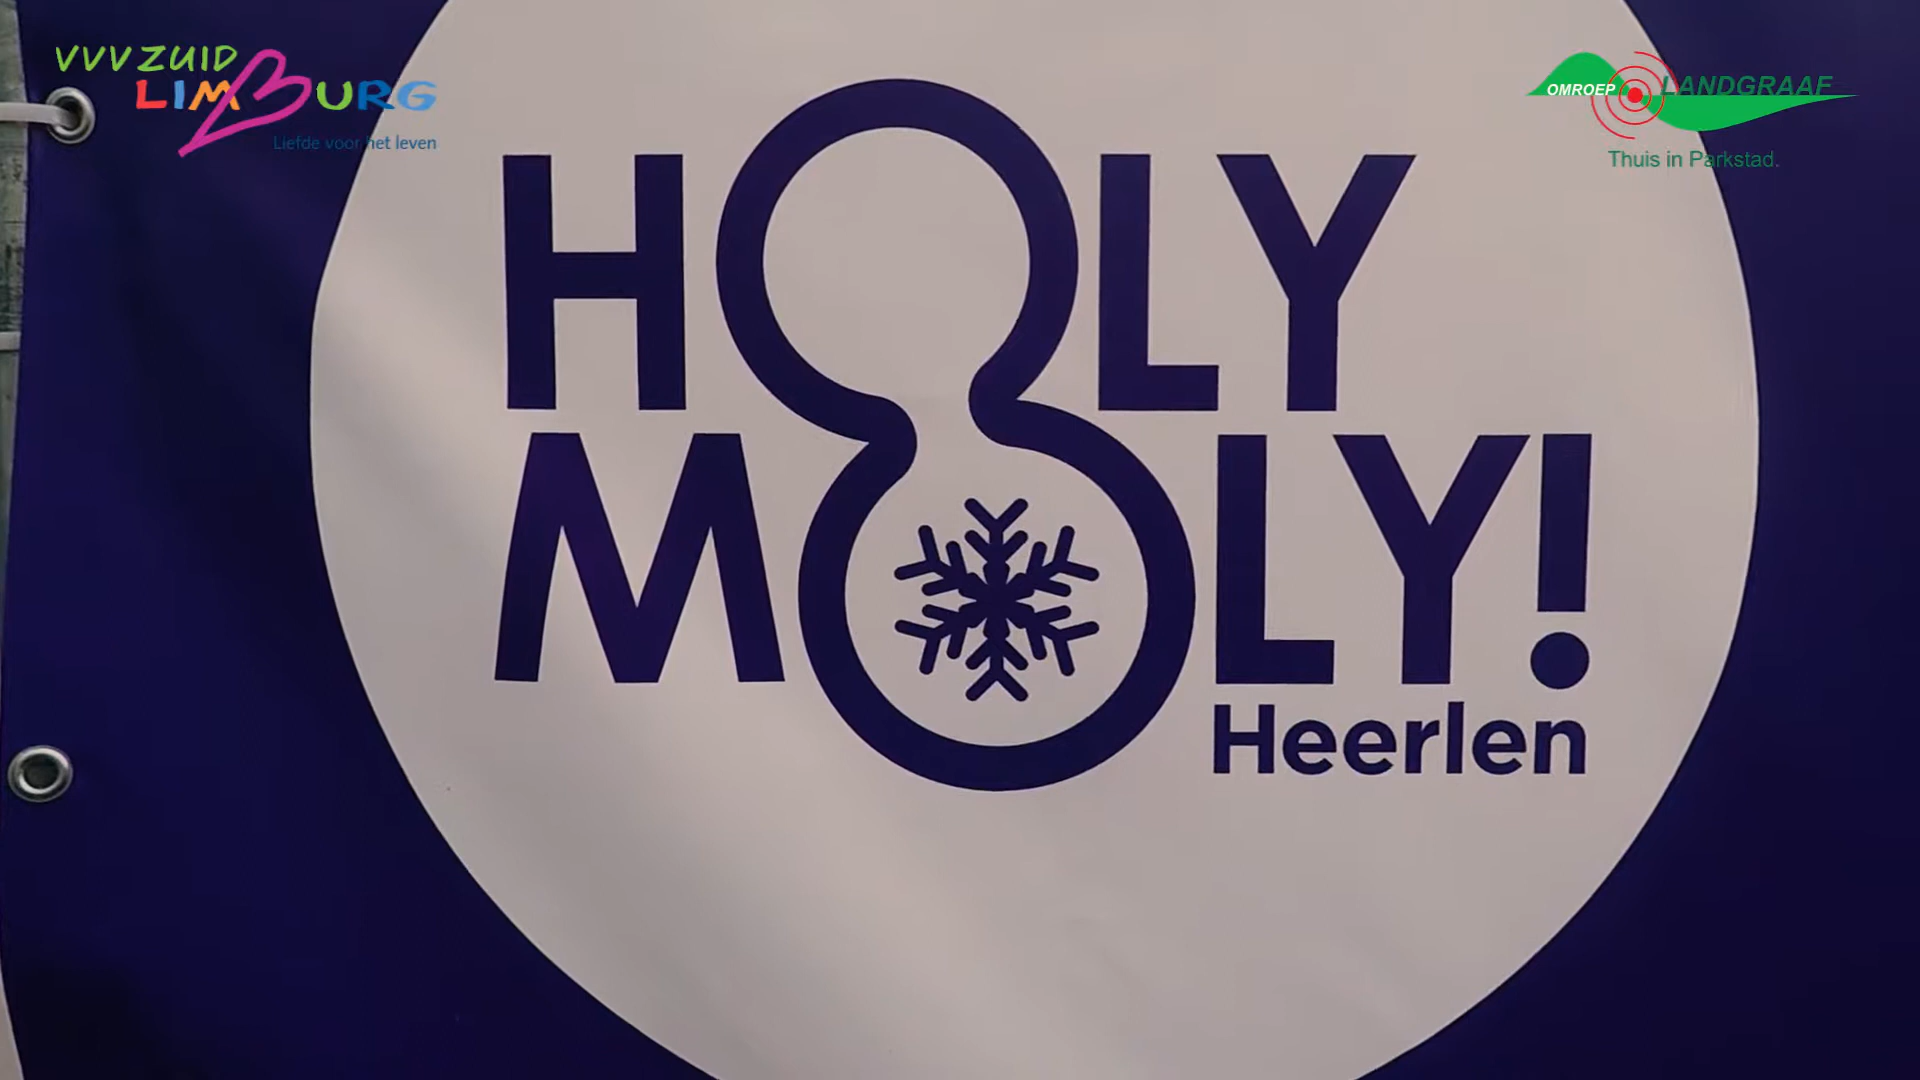 VVV ZUID
LIMBURG
Liefde voor het leven
OMROEP LANDGRAAF
Thuis in Parkstad.
HOLY
MOLY!
Heerlen